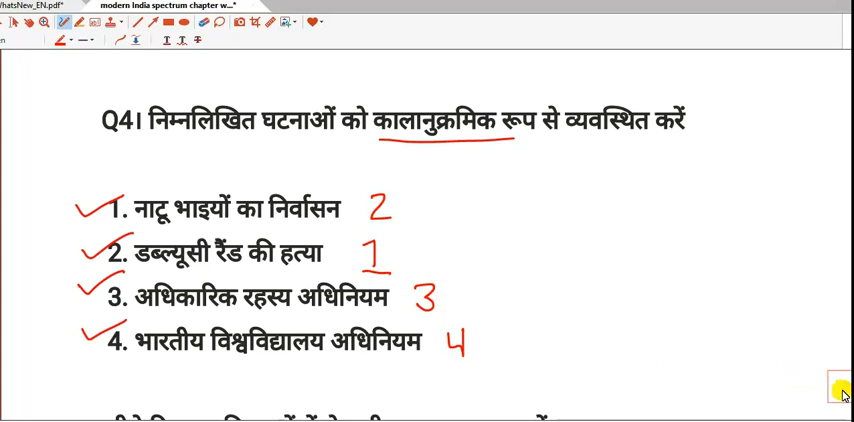 WhatsNew_EN.pdf* modern India spectrum chapter w...*
T T T
Q4। निम्नलिखित घटनाओं को कालानुक्रमिक रूप से व्यवस्थित करें
1. नाटू भाइयों का निर्वासन 2
2. डब्ल्यूसी रैंड की हत्या 1
3. अधिकारिक रहस्य अधिनियम 3
4. भारतीय विश्वविद्यालय अधिनियम 4